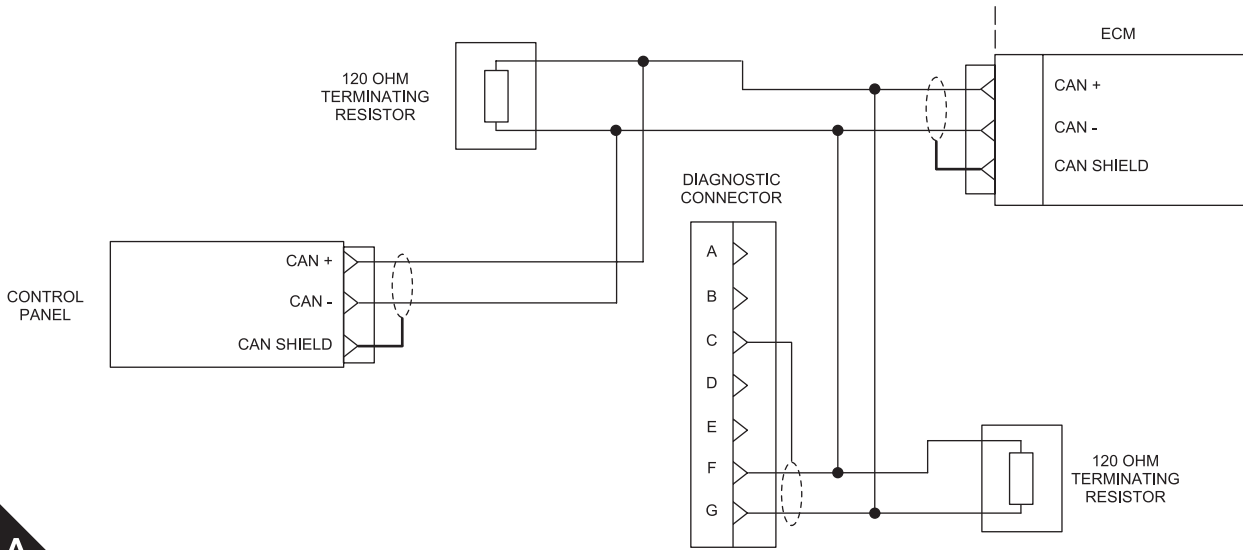 ECM
120 OHM
TERMINATING
RESISTOR
CAN +
CAN -
CAN SHIELD
DIAGNOSTIC
CONNECTOR
CONTROL
PANEL
CAN +
CAN -
CAN SHIELD
A
B
C
D
E
F
G
120 OHM
TERMINATING
RESISTOR
A